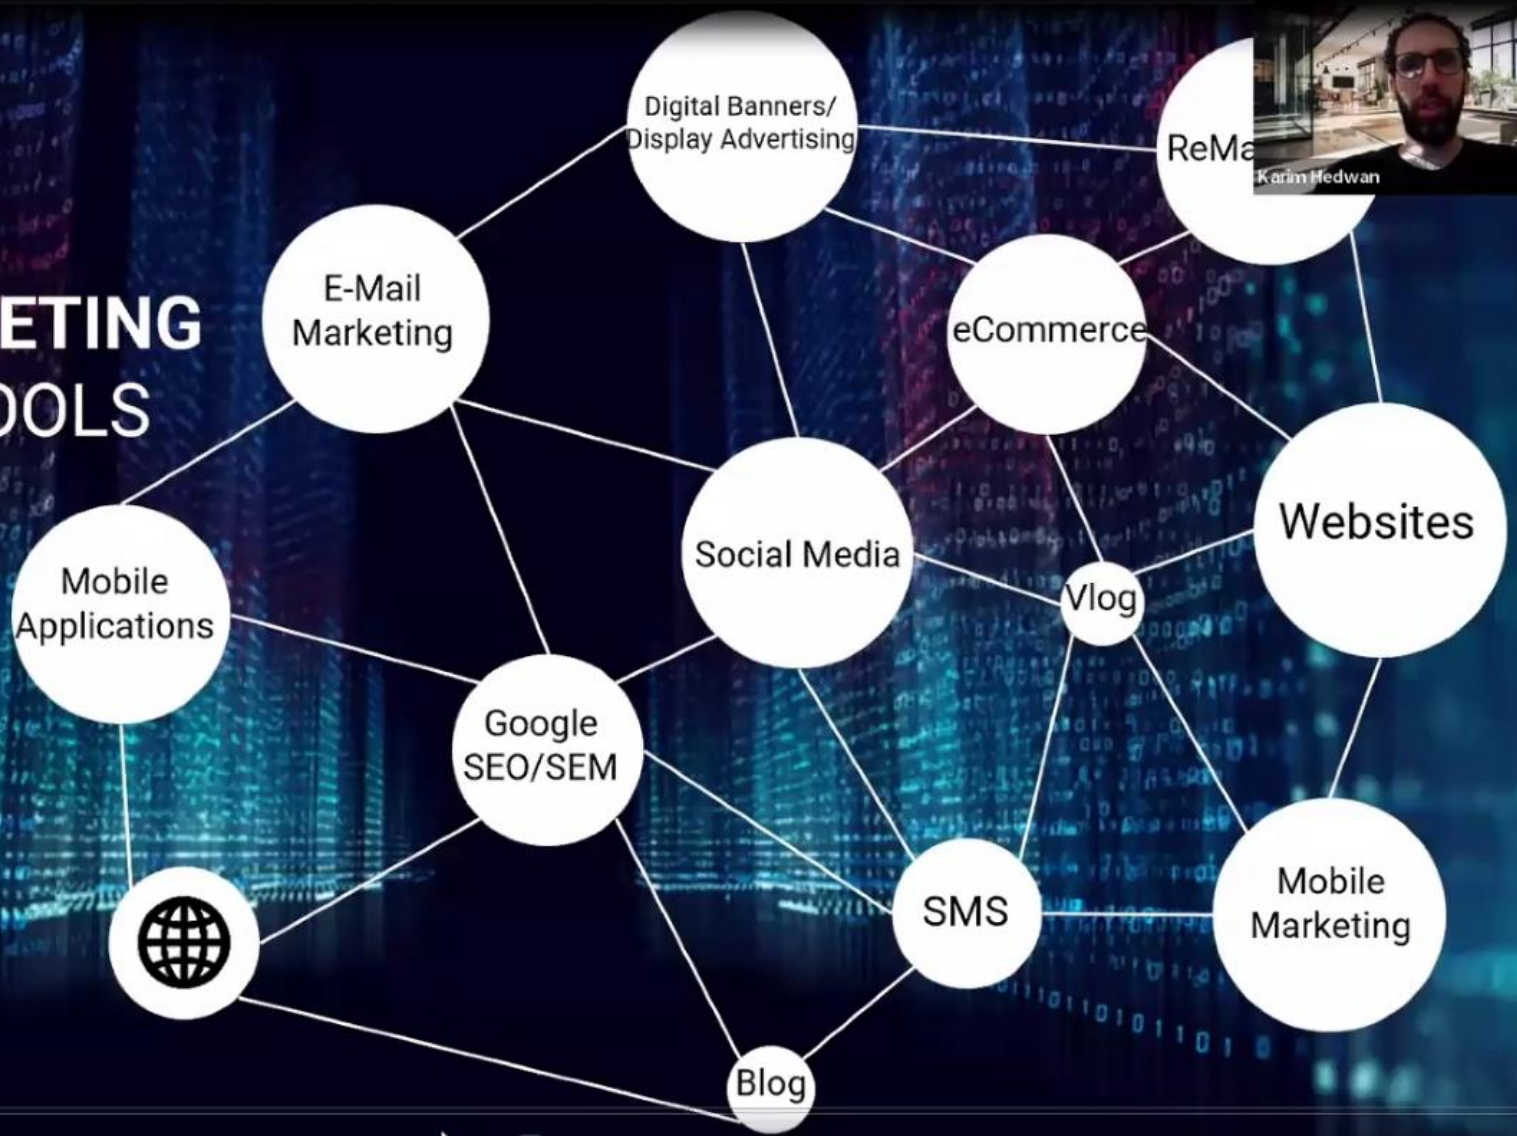 Digital Banners/
Display Advertising
ReMa
Karim Hedwan
E-Mail
Marketing
eCommerce
ETING
OOLS
Websites
Social Media
Mobile
Applications
Vlog
Google
SEO/SEM
SMS
Mobile
Marketing
Blog